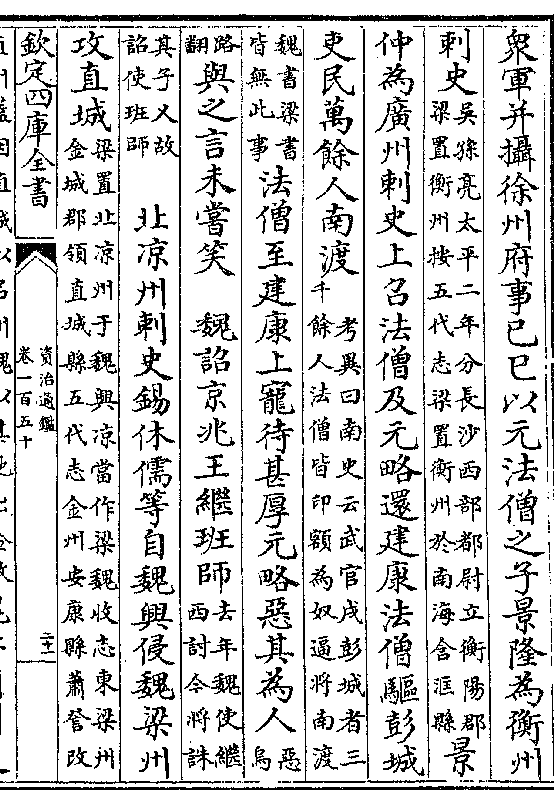 衆軍并攝徐州府事己巳以元法僧之子景隆為衡州
刺史
吳孫亮太平二年分長沙西部都尉立衡陽郡
梁置衡州按五代志梁置衡州於南海含洭縣
景
仲為廣州刺史上召法僧及元略還建康法僧驅彭城
吏民萬餘人南渡
考異曰南史云武官戍彭城者三
千餘人法僧皆印額為奴逼將南渡
魏書梁書
皆無此事
法僧至建康上寵待甚厚元略惡其為人
惡
烏
路
翻
與之言未嘗笑　魏詔京兆王繼班師
去年魏使繼
西討今將誅
其子乂故
詔使班師
北凉州刺史錫休儒等自魏興侵魏梁州
攻直城
梁置北凉州于魏興凉當作梁魏收志東梁州
金城郡領直城縣五代志金州安康縣蕭詧改
欽定四庫全書
資治通鑑
卷一百五十